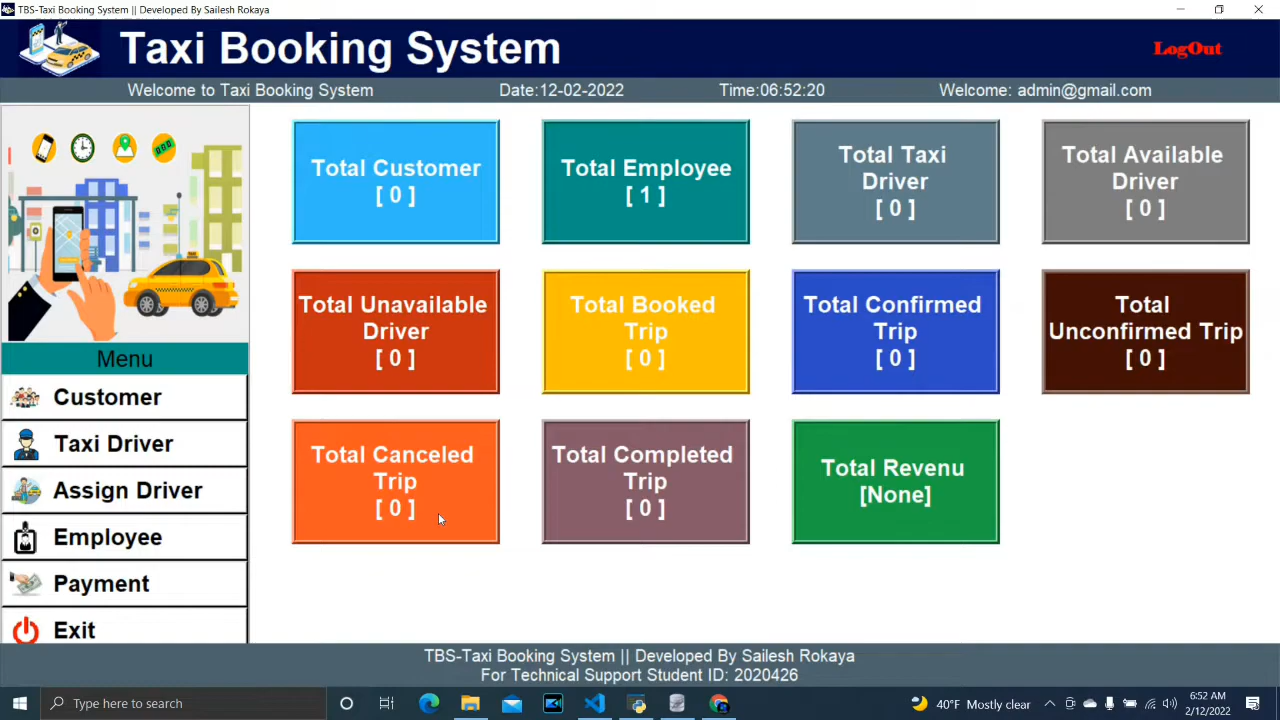 TBS-Taxi Booking System || Developed By Sailesh Rokaya
Taxi Booking System
LogOut
Welcome to Taxi Booking System
Date:12-02-2022
Time:06:52:20
Welcome: admin@gmail.com
Total Customer
[ 0 ]
Total Employee
[ 1 ]
Total Taxi
Driver
[ 0 ]
Total Available
Driver
[ 0 ]
Total Unavailable
Driver
[ 0 ]
Total Booked
Trip
[ 0 ]
Total Confirmed
Trip
[ 0 ]
Total
Unconfirmed Trip
[ 0 ]
Total Canceled
Trip
[ 0 ]
Total Completed
Trip
[ 0 ]
Total Revenu
[None]
Menu
Customer
Taxi Driver
Assign Driver
Employee
Payment
Exit
TBS-Taxi Booking System || Developed By Sailesh Rokaya
For Technical Support Student ID: 2020426
Type here to search
40°F Mostly clear
6:52 AM
2/12/2022